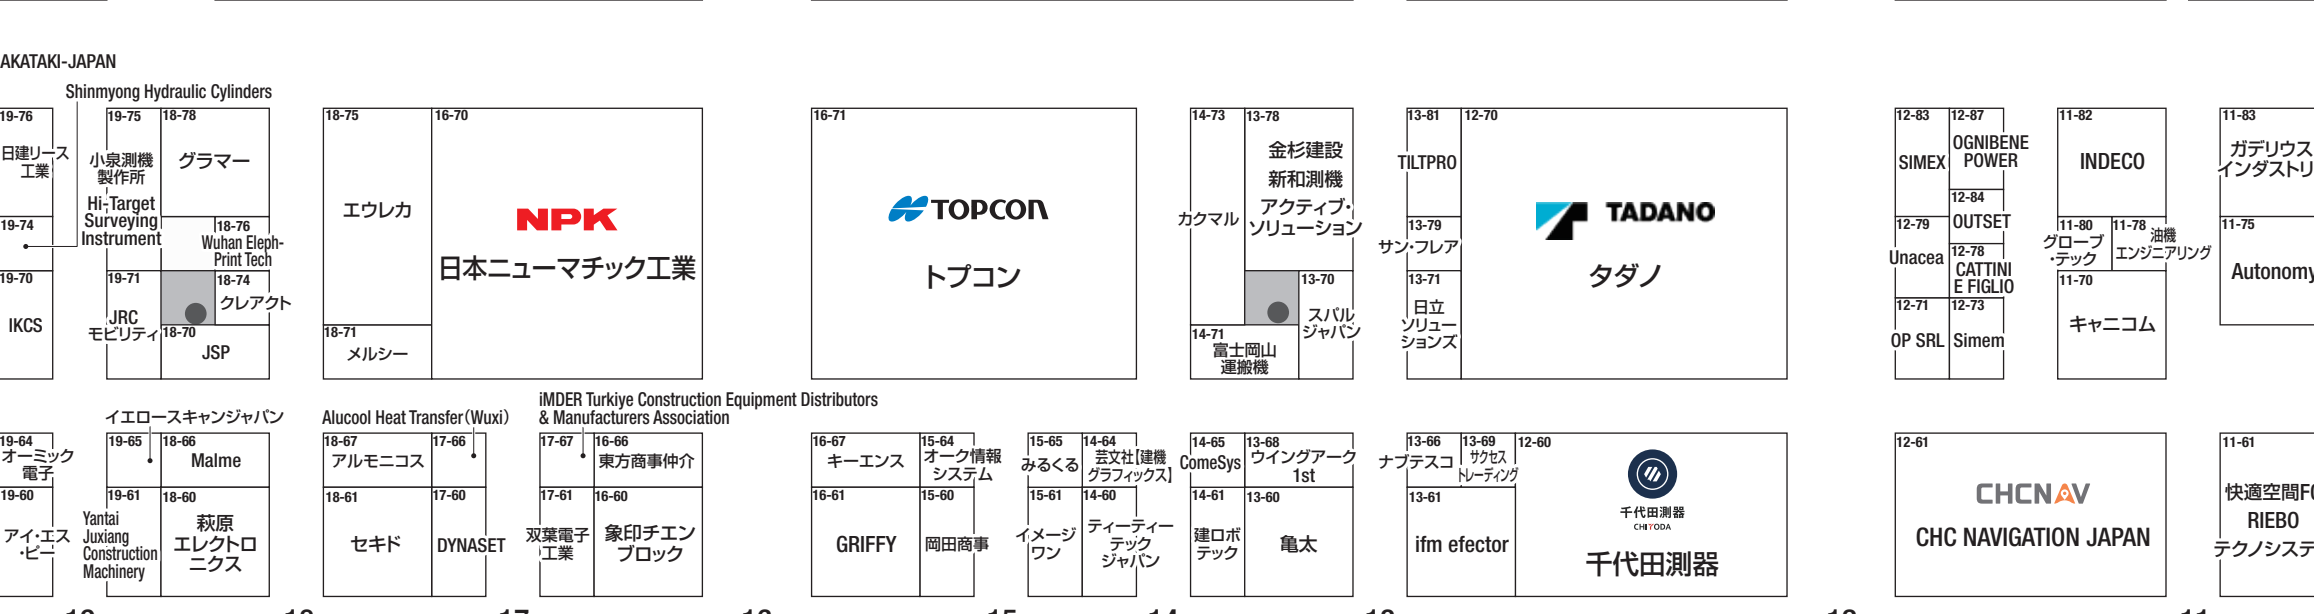 AKATAKI-JAPAN
Shinmyong Hydraulic Cylinders
19-76
日建リース
工業
19-74
19-70
IKCS
19-75
小泉測機
製作所
Hi-Target
Surveying
Instrument
19-71
JRC
モビリティ
18-78
グラマー
18-76
Wuhan Eleph-
Print Tech
18-74
クレアクト
18-70
JSP
18-75
エウレカ
18-71
メルシー
16-70
NPK
日本ニューマチック工業
16-71
TOPCON
トプコン
14-73
カクマル
13-78
金杉建設
新和測機
アクティブ・
ソリューション
13-70
スパル
ジャパン
14-71
富士岡山
運搬機
13-81
TILTPRO
13-79
サン・フレア
13-71
日立
ソリュー
ションズ
12-70
TADANO
タダノ
12-83
SIMEX
12-87
OGNIBENE
POWER
12-84
OUTSET
12-79
Unacea
12-78
CATTINI
E FIGLIO
12-71
OP SRL
12-73
Simem
11-82
INDECO
11-80
グローブ
・テック
11-78
油機
エンジニアリング
11-70
キャニコム
11-83
ガデリウス
インダストリ
11-75
Autonomy
19-64
オーミック
電子
19-60
アイ・エス
・ピー
イエロースキャンジャパン
19-65
18-66
Malme
19-61
Yantai
Juxiang
Construction
Machinery
18-60
萩原
エレクトロ
ニクス
Alucool Heat Transfer（Wuxi）
18-67
アルモニコス
17-66
18-61
セキド
17-60
DYNASET
iMDER Turkiye Construction Equipment Distributors
& Manufacturers Association
17-67
16-66
東方商事仲介
17-61
双葉電子
工業
16-60
象印チエン
ブロック
16-67
キーエンス
15-64
オーク情報
システム
16-61
GRIFFY
15-60
岡田商事
15-65
みるくる
14-64
芸文社【建機
グラフィックス】
15-61
イメージ
ワン
14-60
ティーティー
テック
ジャパン
14-65
ComeSys
13-68
ウイングアーク
1st
14-61
建ロボ
テック
13-60
亀太
13-66
ナブテスコ
13-69
サクセス
トレーディング
13-61
ifm efector
12-60
千代田測器
CHIYODA
千代田測器
12-61
CHCNAV
CHC NAVIGATION JAPAN
11-61
快適空間F
RIEBO
テクノシステ